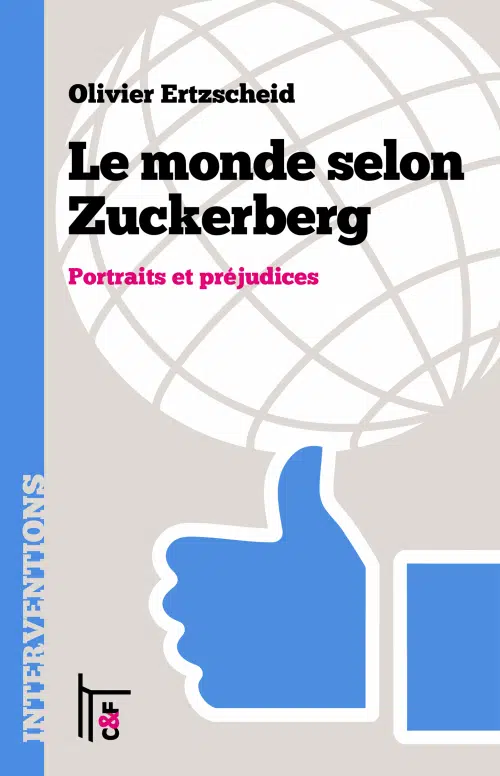 Olivier Ertzscheid
Le monde selon
Zuckerberg
Portraits et préjudices
INTERVENTIONS
C&F